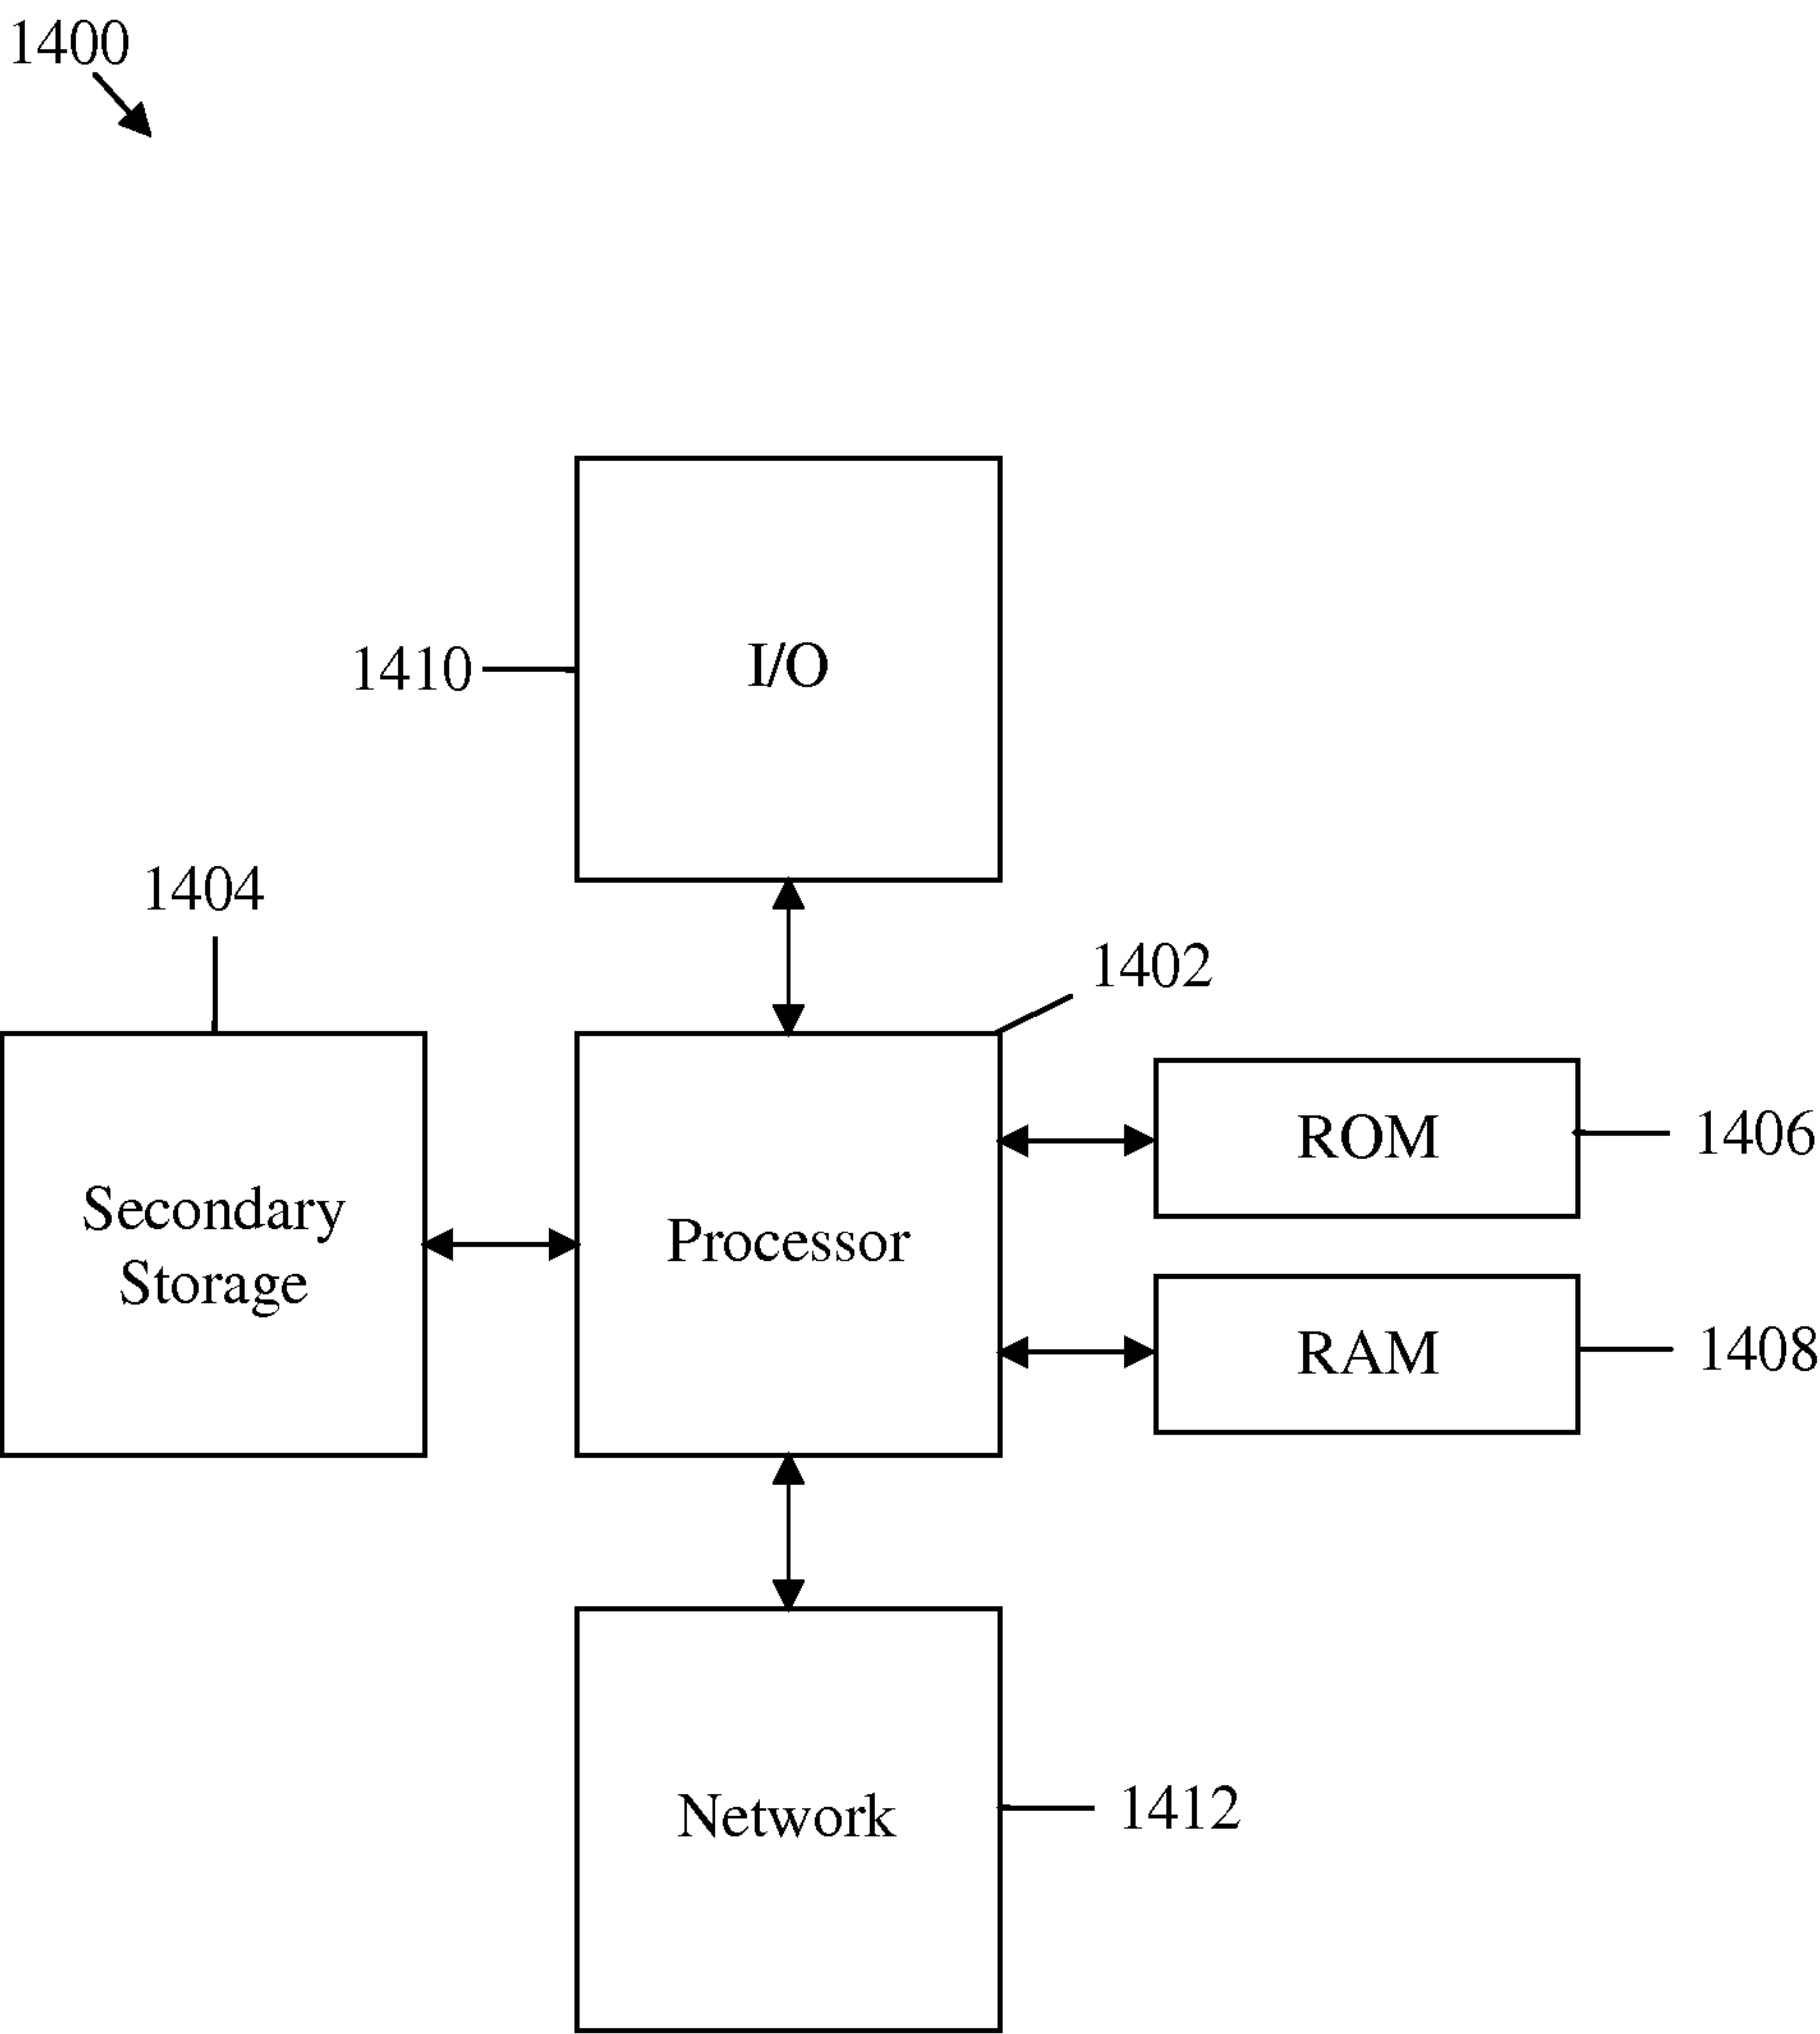 1400
1410
I/O
1404
1402
Secondary
Storage
Processor
ROM
1406
RAM
1408
Network
1412